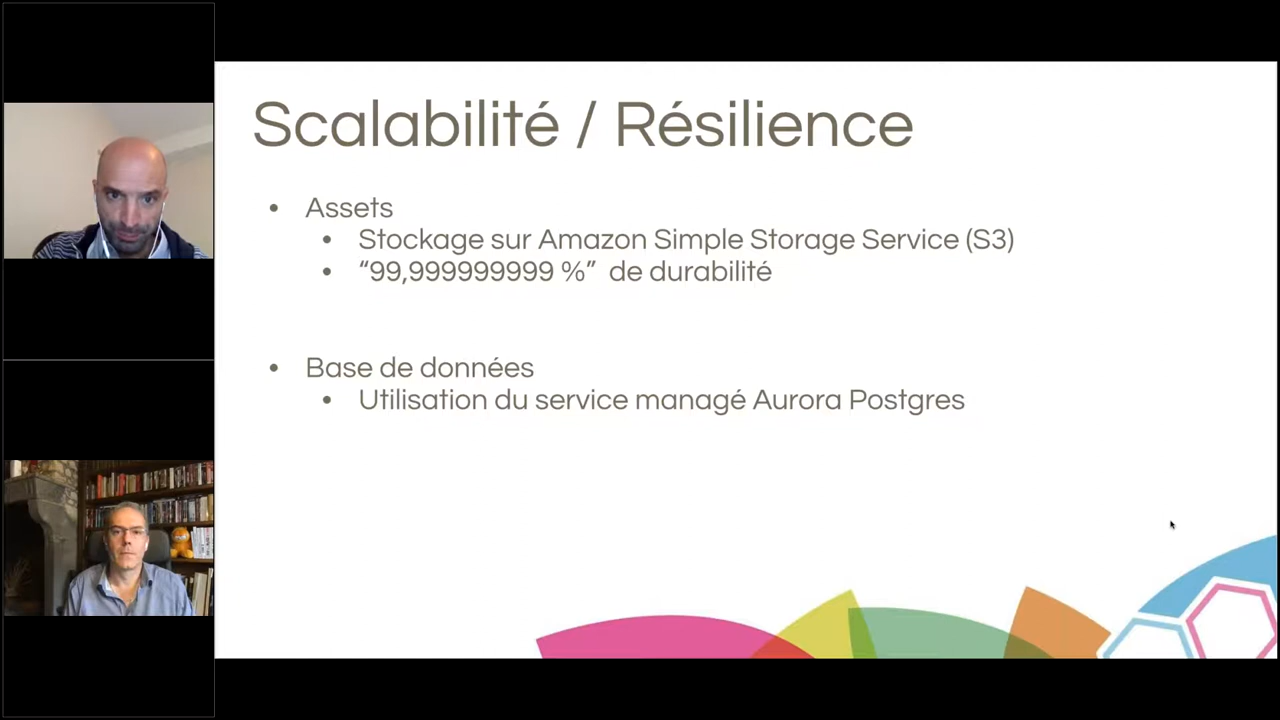 Scalabilité / Résilience
• Assets
• Stockage sur Amazon Simple Storage Service (S3)
• “99,999999999 %” de durabilité
• Base de données
• Utilisation du service managé Aurora Postgres